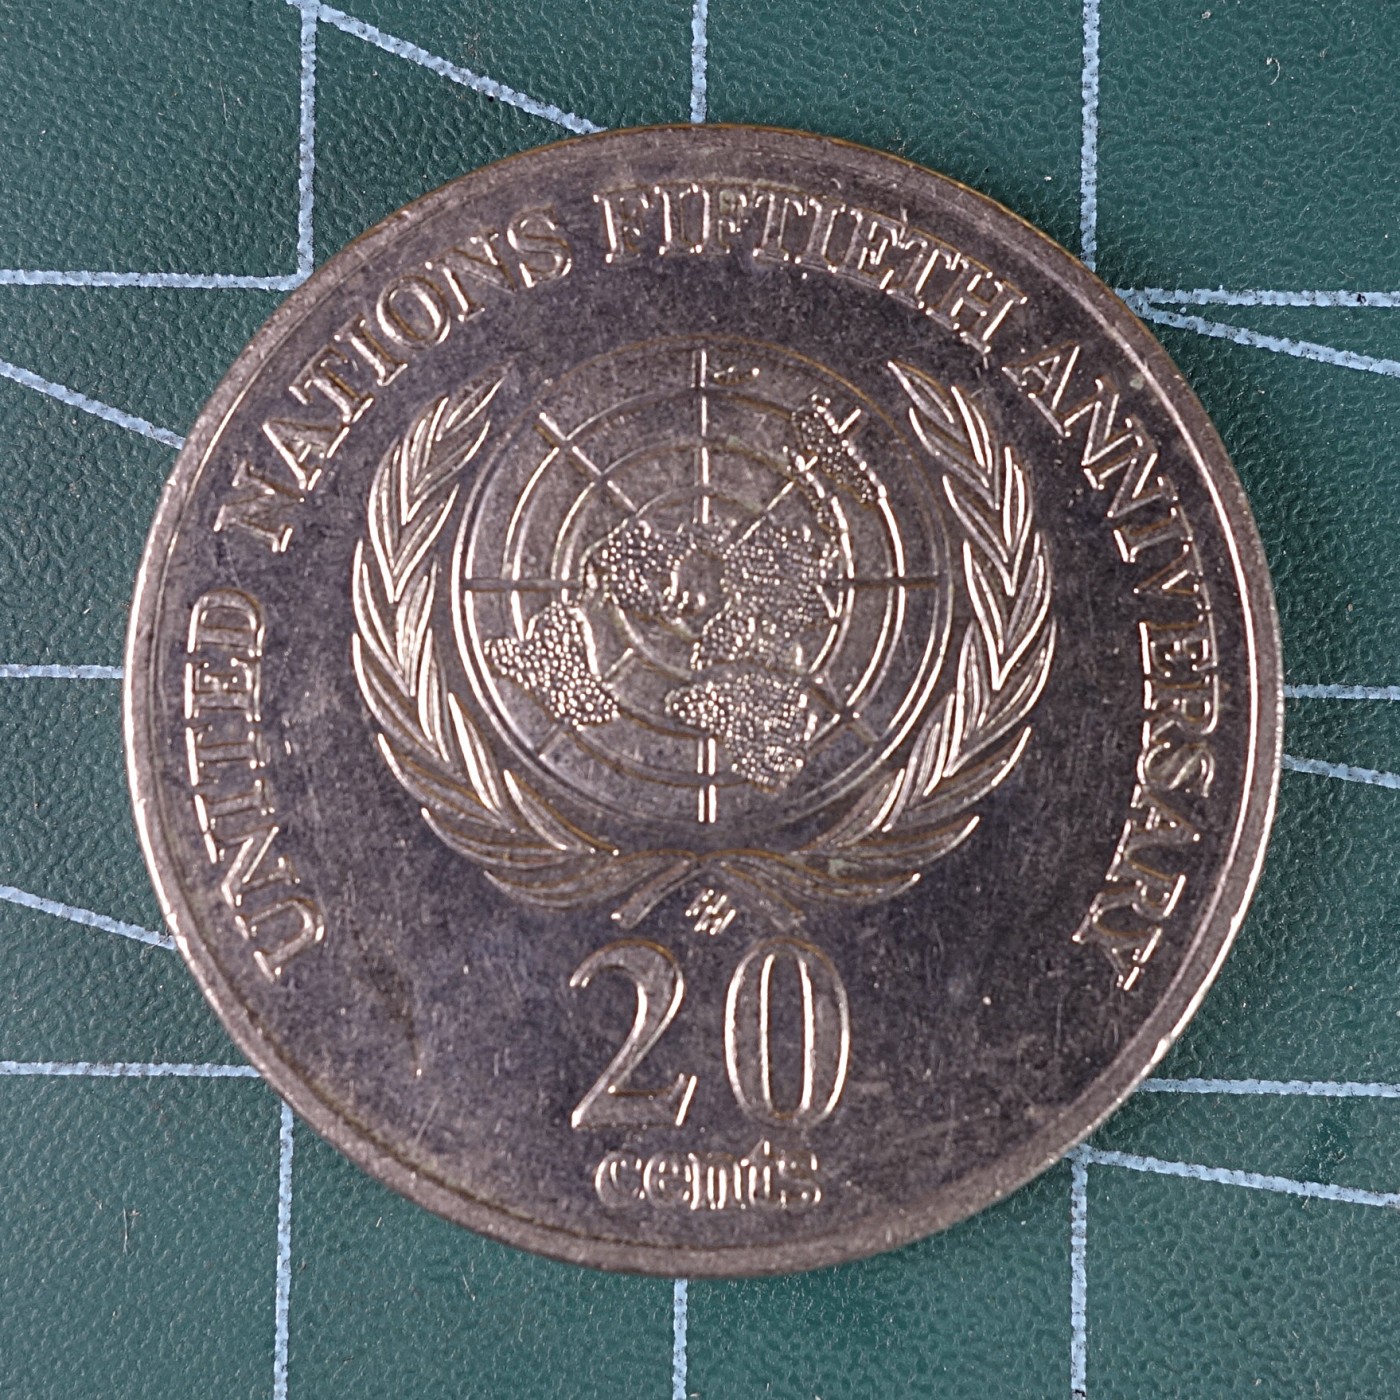 UNITED NATIONS FIFTIETH ANNIVERSARY
20
cents